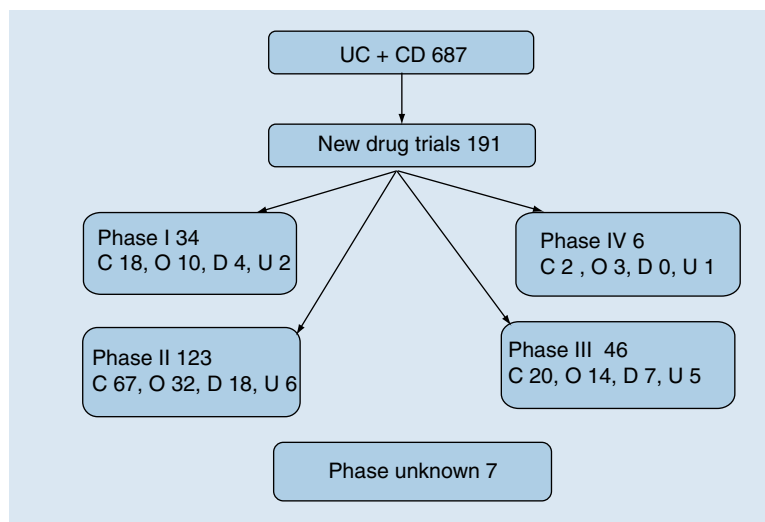 UC + CD 687
New drug trials 191
Phase I 34
C 18, O 10, D 4, U 2
Phase IV 6
C 2 , O 3, D 0, U 1
Phase II 123
C 67, O 32, D 18, U 6
Phase III 46
C 20, O 14, D 7, U 5
Phase unknown 7